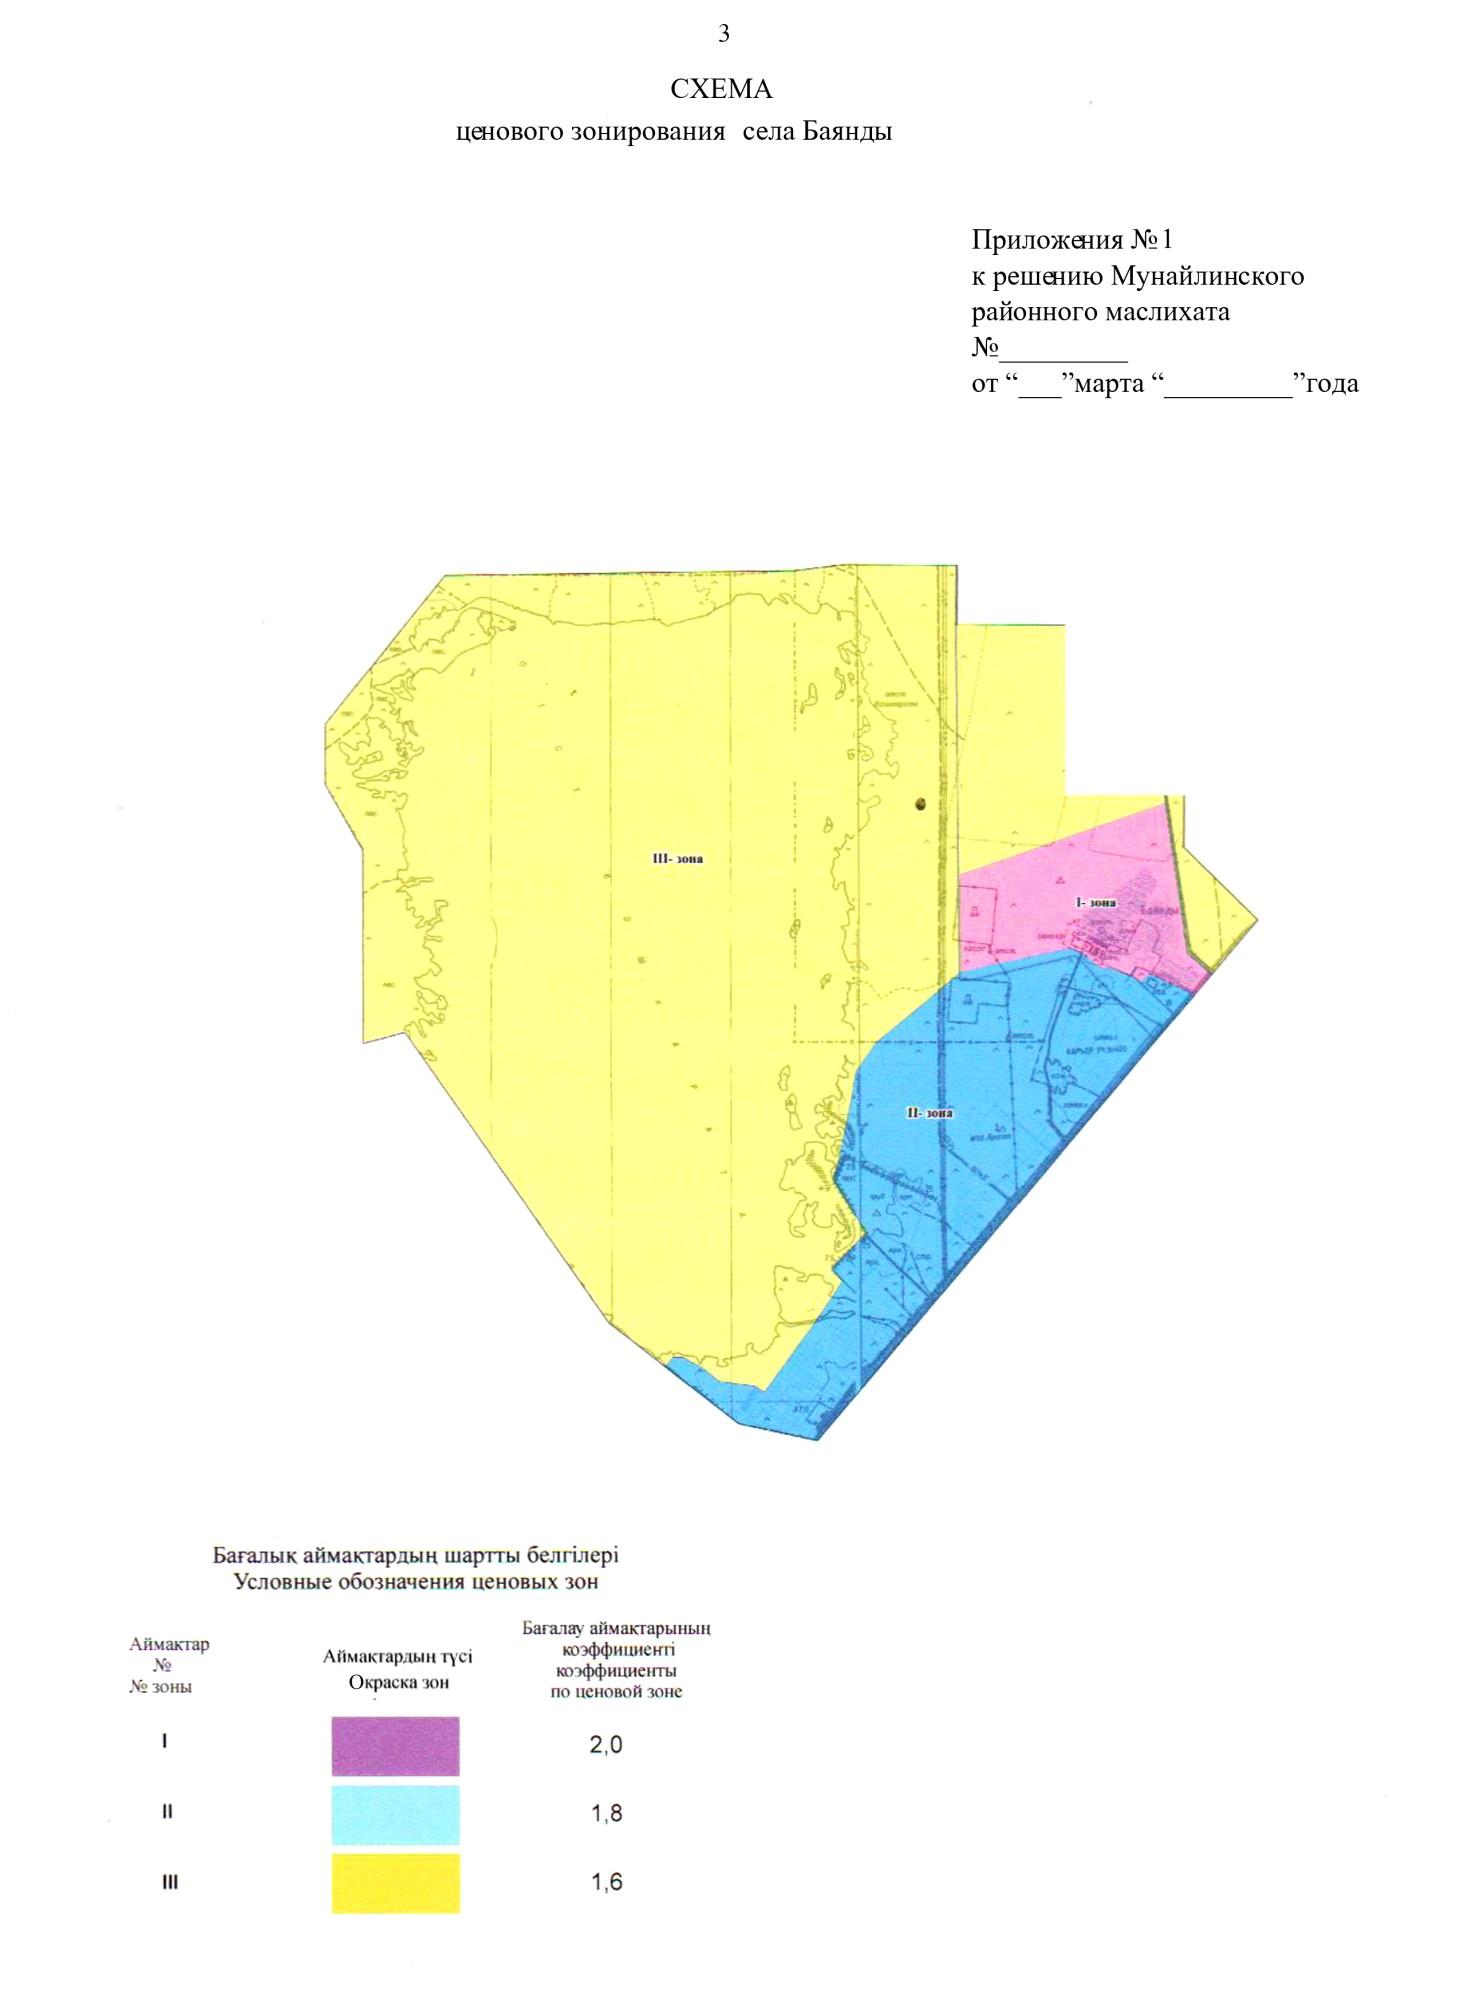 3
СХЕМА
ценового зонирования села Баянды
Приложения №1
к решению Мунайлинского
районного маслихата
№_________
от “___”марта “_________”года
III- зона
I- зона
Баянды
II- зона
Бағалық аймақтардың шартты белгілері
Условные обозначения ценовых зон
Аймақтар
№
№ зоны
Аймақтардың түсі
Окраска зон
Бағалау аймақтарының
коэффициенті
коэффициенты
по ценовой зоне
I
2,0
II
1,8
III
1,6